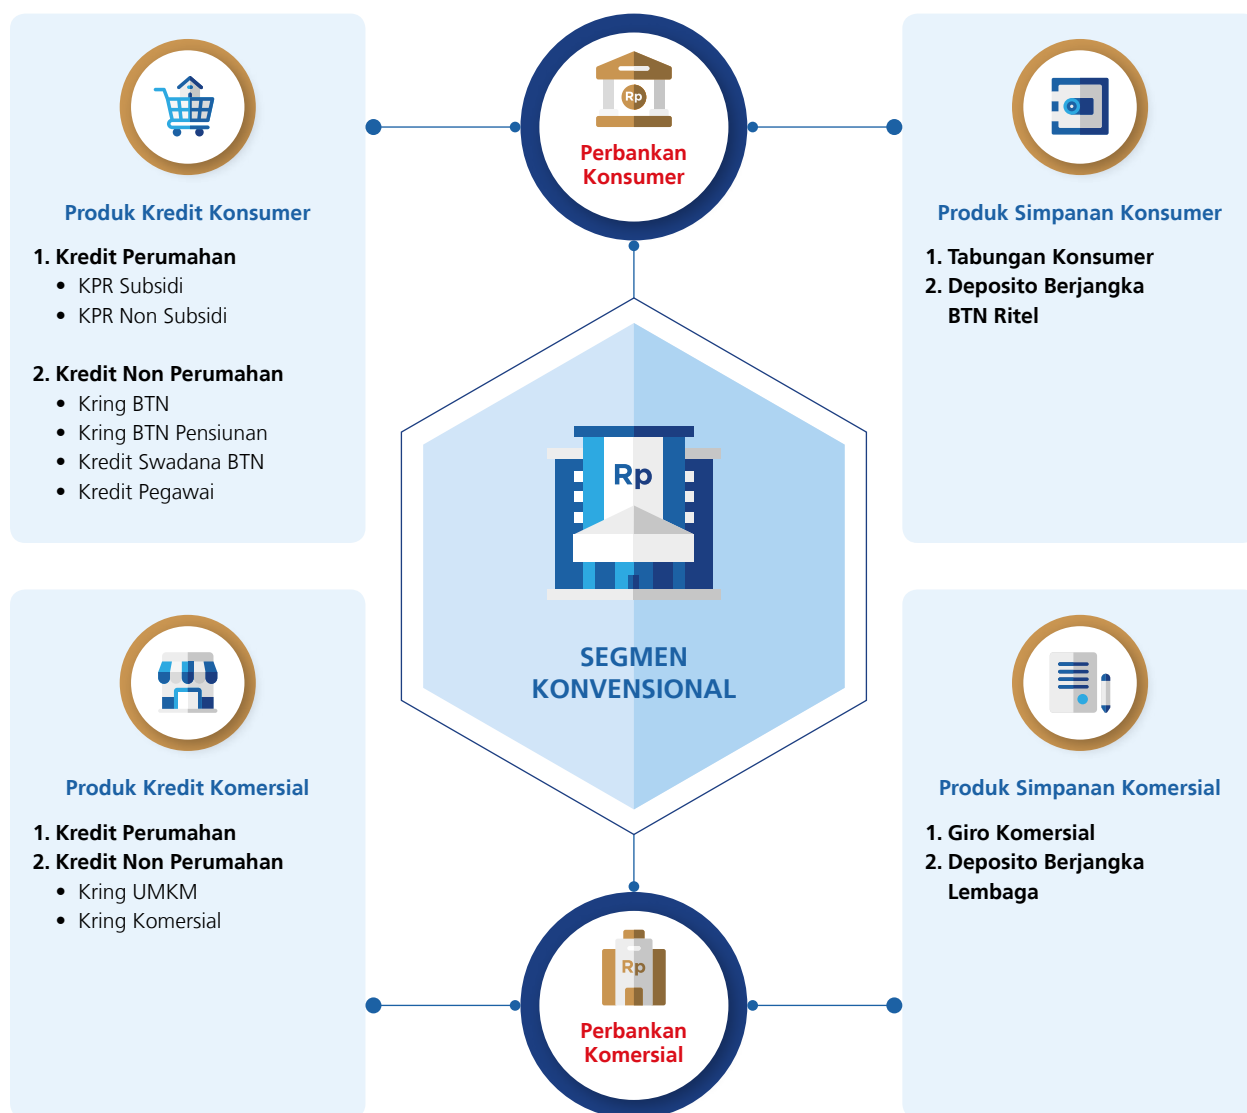 Rp
Perbankan
Konsumer
Produk Kredit Konsumer
1. Kredit Perumahan
• KPR Subsidi
• KPR Non Subsidi
2. Kredit Non Perumahan
• Kring BTN
• Kring BTN Pensiunan
• Kredit Swadana BTN
• Kredit Pegawai
Produk Simpanan Konsumer
1. Tabungan Konsumer
2. Deposito Berjangka
BTN Ritel
Rp
SEGMEN
KONVENSIONAL
Produk Kredit Komersial
1. Kredit Perumahan
2. Kredit Non Perumahan
• Kring UMKM
• Kring Komersial
Produk Simpanan Komersial
1. Giro Komersial
2. Deposito Berjangka
Lembaga
Rp
Perbankan
Komersial